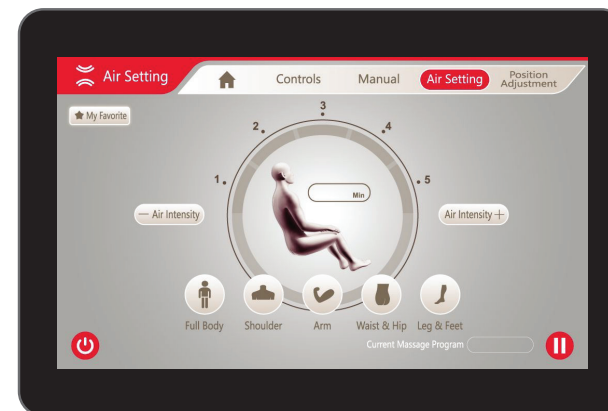 Air Setting
Controls
Manual
Air Setting
Position
Adjustment
My Favorite
1.
2.
3
.4
.5
Min
— Air Intensity
Air Intensity +
Full Body
Shoulder
Arm
Waist & Hip
Leg & Feet
Current Massage Program